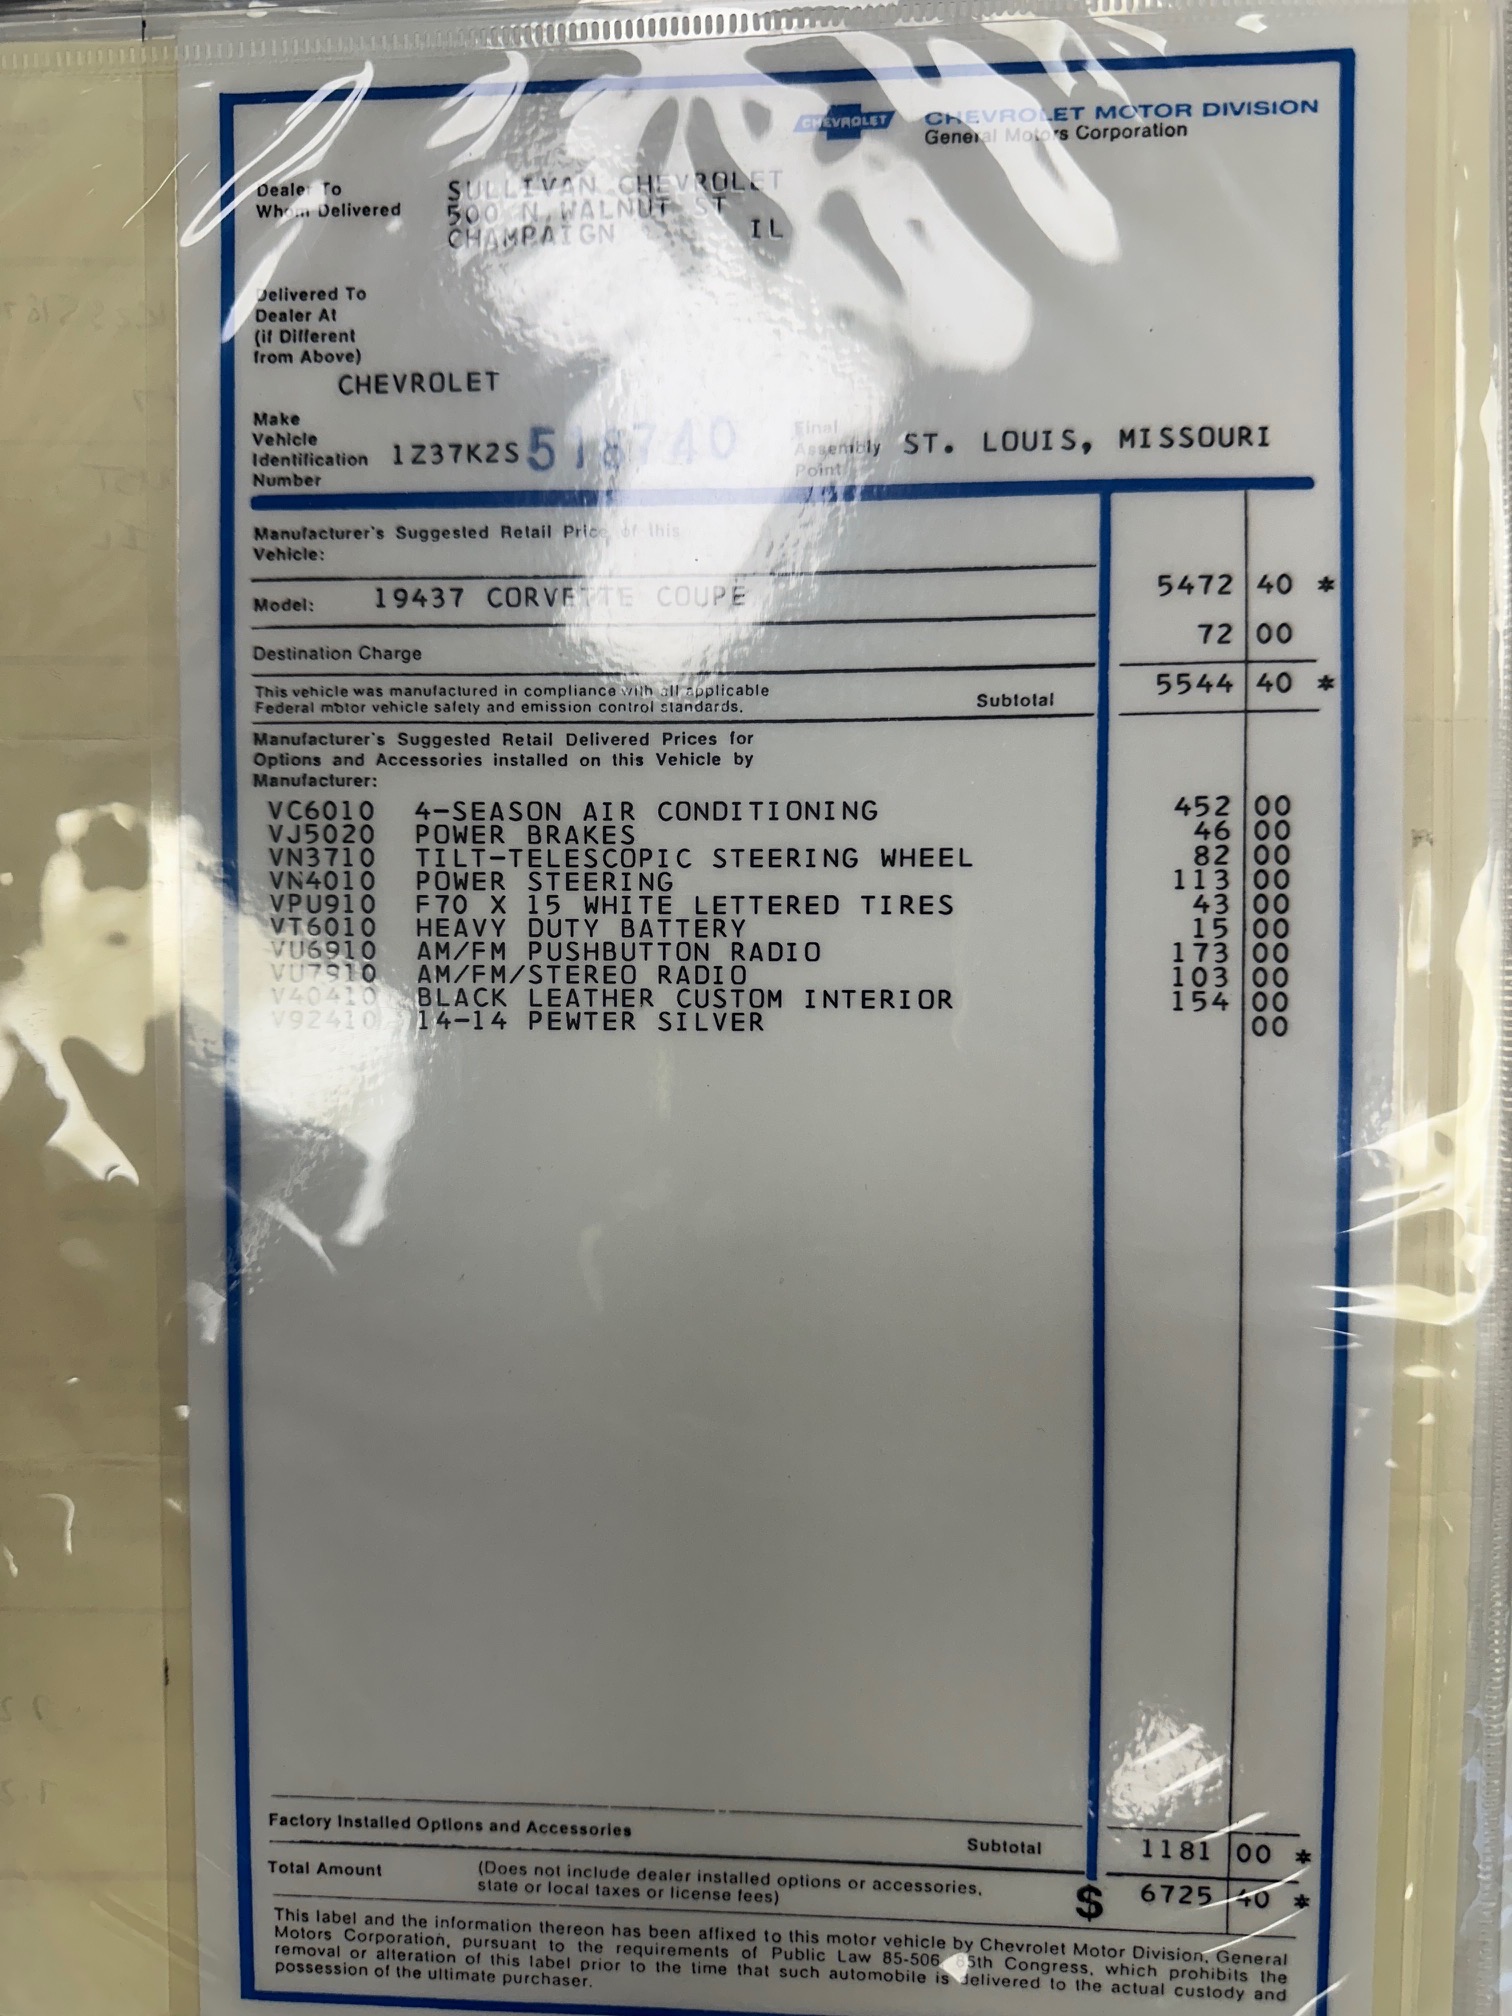 CHEVROLET
CHEVROLET MOTOR DIVISION
General Motors Corporation
Dealer To
Whom Delivered
SULLIVAN CHEVROLET
500 N WALNUT ST
CHAMPAIGN IL
Delivered To
Dealer At
(if Different
from Above)
CHEVROLET
Make
Vehicle
Identification
Number
1Z37K2S518740
Final
Assembly
Point
ST. LOUIS, MISSOURI
Manufacturer's Suggested Retail Price of this
Vehicle:
Model: 19437 CORVETTE COUPE 5472 40 *
Destination Charge 72 00
This vehicle was manufactured in compliance with all applicable
Federal motor vehicle safety and emission control standards.
Subtotal 5544 40 *
Manufacturer's Suggested Retail Delivered Prices for
Options and Accessories installed on this Vehicle by
Manufacturer:
VC6010 4-SEASON AIR CONDITIONING 452 00
VJ5020 POWER BRAKES 46 00
VN3710 TILT-TELESCOPIC STEERING WHEEL 82 00
VN4010 POWER STEERING 113 00
VPU910 F70 X 15 WHITE LETTERED TIRES 43 00
VT6010 HEAVY DUTY BATTERY 15 00
VU6910 AM/FM PUSHBUTTON RADIO 173 00
VU7910 AM/FM/STEREO RADIO 103 00
V40410 BLACK LEATHER CUSTOM INTERIOR 154 00
V92410 14-14 PEWTER SILVER 00
Factory Installed Options and Accessories
Subtotal 1181 00 *
Total Amount (Does not include dealer installed options or accessories,
state or local taxes or license fees) $ 6725 40 *
This label and the information thereon has been affixed to this motor vehicle by Chevrolet Motor Division, General
Motors Corporation, pursuant to the requirements of Public Law 85-506, 85th Congress, which prohibits the
removal or alteration of this label prior to the time that such automobile is delivered to the actual custody and
possession of the ultimate purchaser.